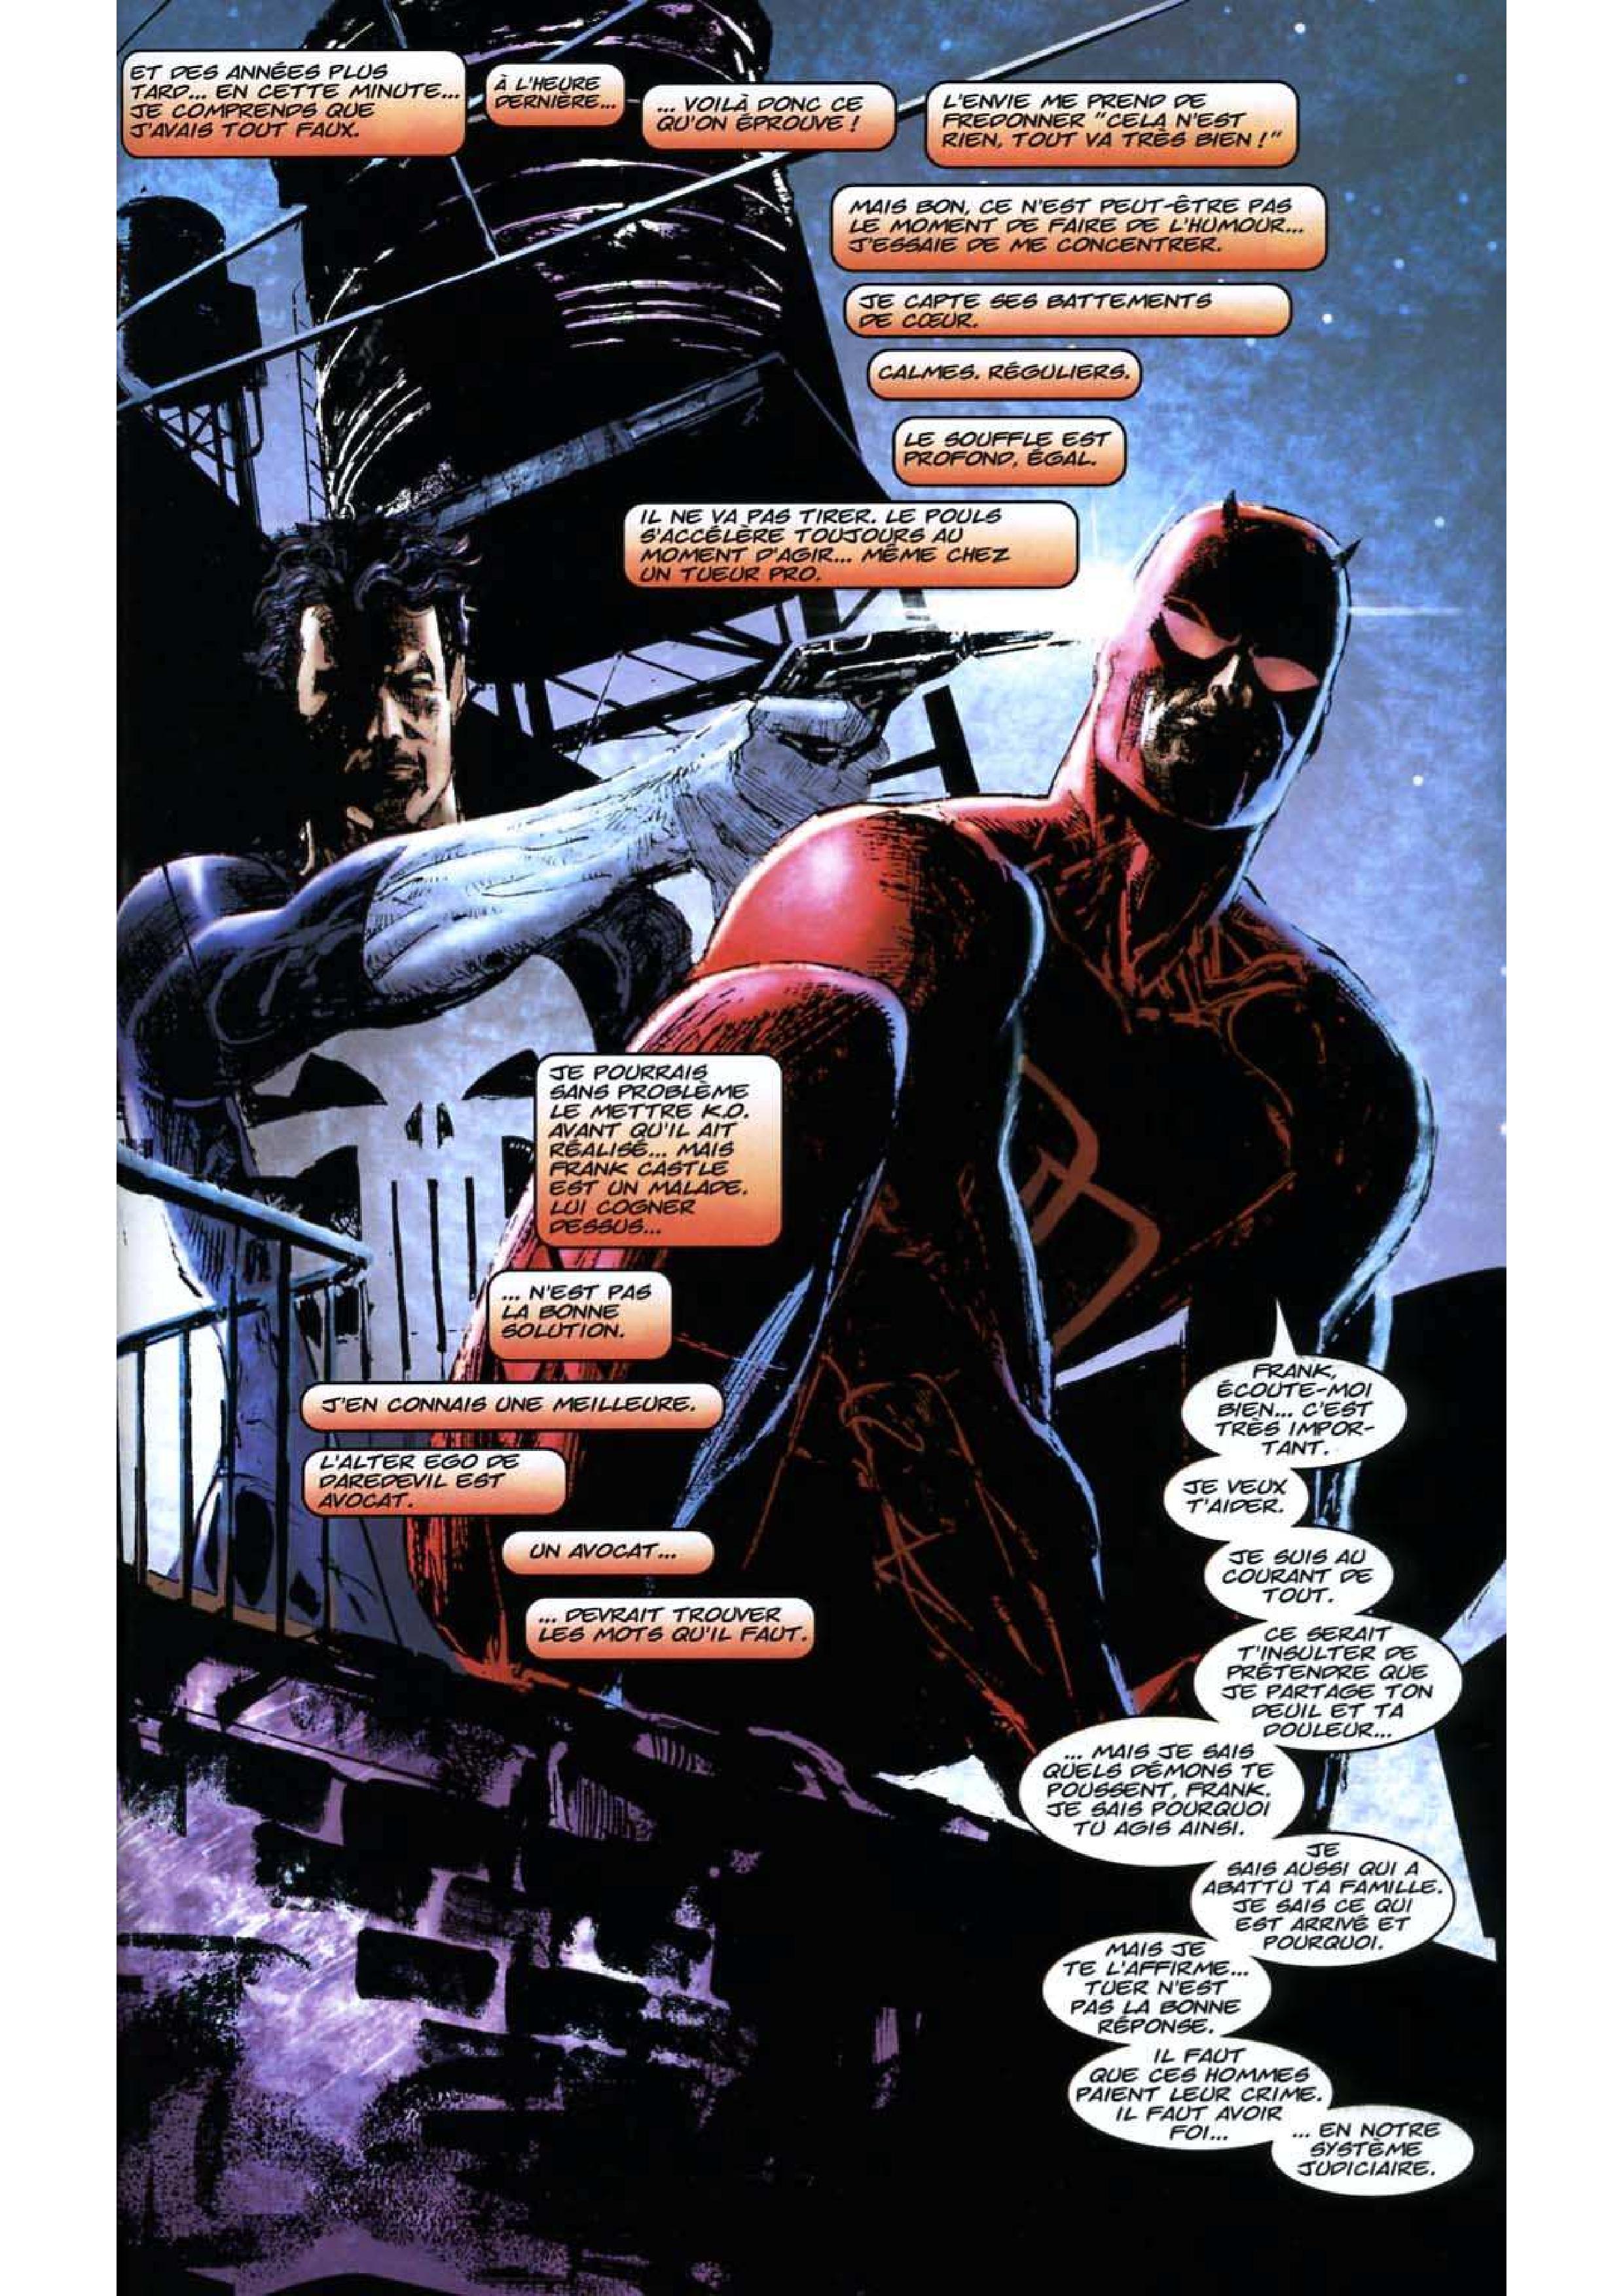 ET DES ANNÉES PLUS
TARD... EN CETTE MINUTE...
JE COMPRENDS QUE
J'AVAIS TOUT FAUX.
À L'HEURE
DERNIÈRE...
... VOILÀ DONC CE
QU'ON ÉPROUVE !
L'ENVIE ME PREND DE
FREDONNER "CELA N'EST
RIEN, TOUT VA TRÈS BIEN !"
MAIS BON, CE N'EST PEUT-ÊTRE PAS
LE MOMENT DE FAIRE DE L'HUMOUR...
J'ESSAIE DE ME CONCENTRER.
JE CAPTE SES BATTEMENTS
DE CŒUR.
CALMES. RÉGULIERS.
LE SOUFFLE EST
PROFOND, ÉGAL.
IL NE VA PAS TIRER. LE POULS
S'ACCÉLÈRE TOUJOURS AU
MOMENT D'AGIR... MÊME CHEZ
UN TUEUR PRO.
JE POURRAIS
SANS PROBLÈME
LE METTRE K.O.
AVANT QU'IL AIT
RÉALISÉ... MAIS
FRANK CASTLE
EST UN MALADE.
LUI COGNER
DESSUS...
... N'EST PAS
LA BONNE
SOLUTION.
J'EN CONNAIS UNE MEILLEURE.
L'ALTER EGO DE
DAREDEVIL EST
AVOCAT.
UN AVOCAT...
... DEVRAIT TROUVER
LES MOTS QU'IL FAUT.
FRANK,
ÉCOUTE-MOI
BIEN... C'EST
TRÈS IMPOR-
TANT.
JE VEUX
T'AIDER.
JE SUIS AU
COURANT DE
TOUT.
CE SERAIT
T'INSULTER DE
PRÉTENDRE QUE
JE PARTAGE TON
DEUIL ET TA
DOULEUR...
... MAIS JE SAIS
QUELS DÉMONS TE
POUSSENT, FRANK.
JE SAIS POURQUOI
TU AGIS AINSI.
JE
SAIS AUSSI QUI A
ABATTU TA FAMILLE.
JE SAIS CE QUI
EST ARRIVÉ ET
POURQUOI.
MAIS JE
TE L'AFFIRME...
TUER N'EST
PAS LA BONNE
RÉPONSE.
IL FAUT
QUE CES HOMMES
PAIENT LEUR CRIME.
IL FAUT AVOIR
FOI...
... EN NOTRE
SYSTÈME
JUDICIAIRE.